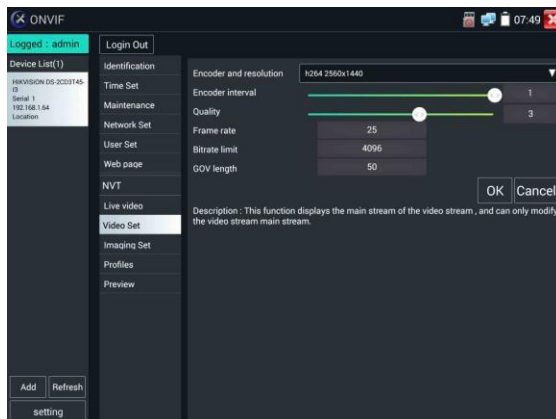 ONVIF
07:49
Logged : admin
Login Out
Device List(1)
HIKVISION DS-2CD3T45-
I3
Serial 1
192.168.1.64
Location
Identification
Time Set
Maintenance
Network Set
User Set
Web page
NVT
Live video
Video Set
Imaging Set
Profiles
Preview
Encoder and resolution
h264 2560x1440
Encoder interval
1
Quality
3
Frame rate
25
Bitrate limit
4096
GOV length
50
OK
Cancel
Description : This function displays the main stream of the video stream , and can only modify
the video stream main stream.
Add
Refresh
setting